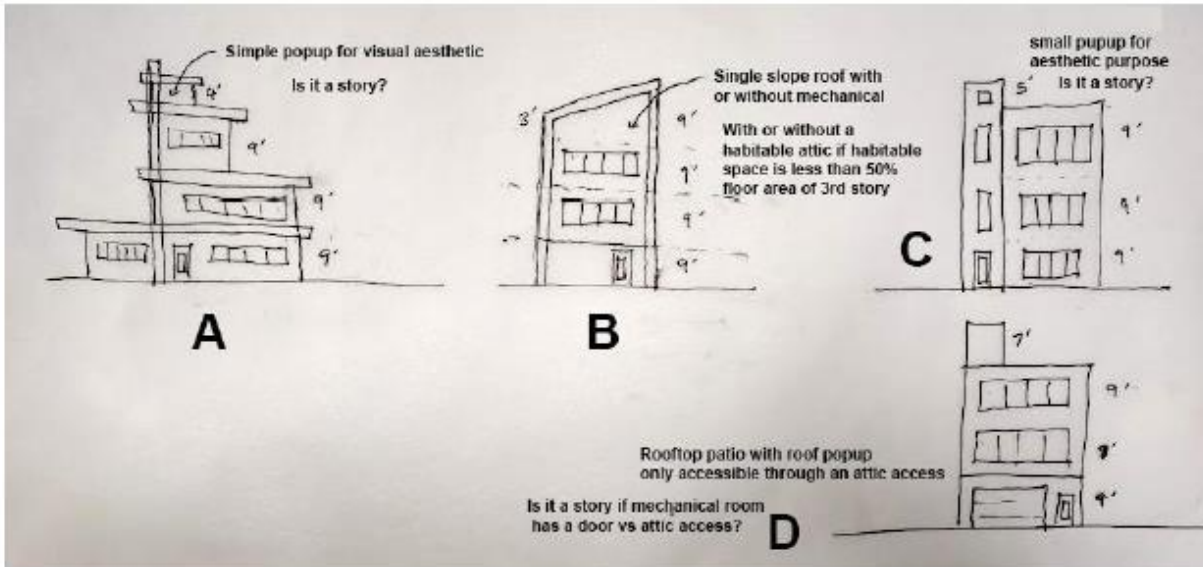 Simple popup for visual aesthetic
Is it a story?
4'
9'
9'
9'
A
3'
Single slope roof with
or without mechanical
With or without a
habitable attic if habitable
space is less than 50%
floor area of 3rd story
9'
9'
9'
9'
B
small pupup for
aesthetic purpose
Is it a story?
5'
9'
9'
9'
C
7'
9'
9'
Rooftop patio with roof popup
only accessible through an attic access
Is it a story if mechanical room
has a door vs attic access?
D